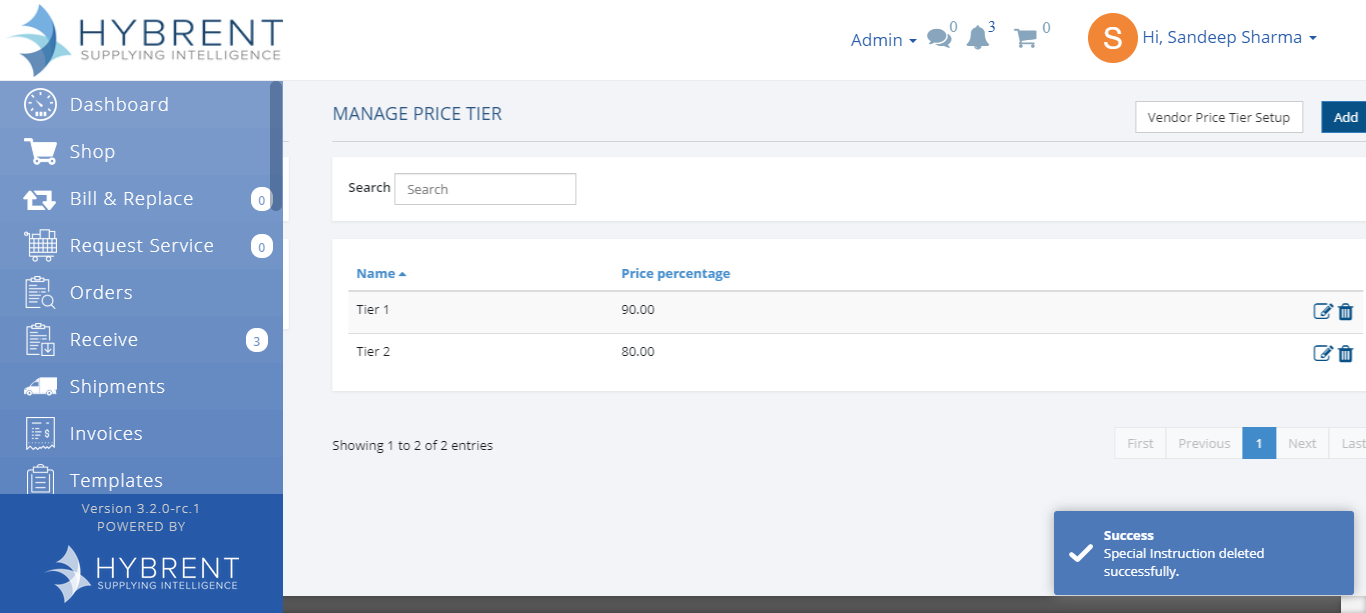 HYBRENT
SUPPLYING INTELLIGENCE
Admin
0
3
0
S
Hi, Sandeep Sharma
Dashboard
Shop
Bill & Replace
0
Request Service
0
Orders
Receive
3
Shipments
Invoices
Templates
Version 3.2.0-rc.1
POWERED BY
HYBRENT
SUPPLYING INTELLIGENCE
MANAGE PRICE TIER
Vendor Price Tier Setup
Add
Search
Search
Name
Price percentage
Tier 1
90.00
Tier 2
80.00
Showing 1 to 2 of 2 entries
First
Previous
1
Next
Last
Success
Special Instruction deleted
successfully.